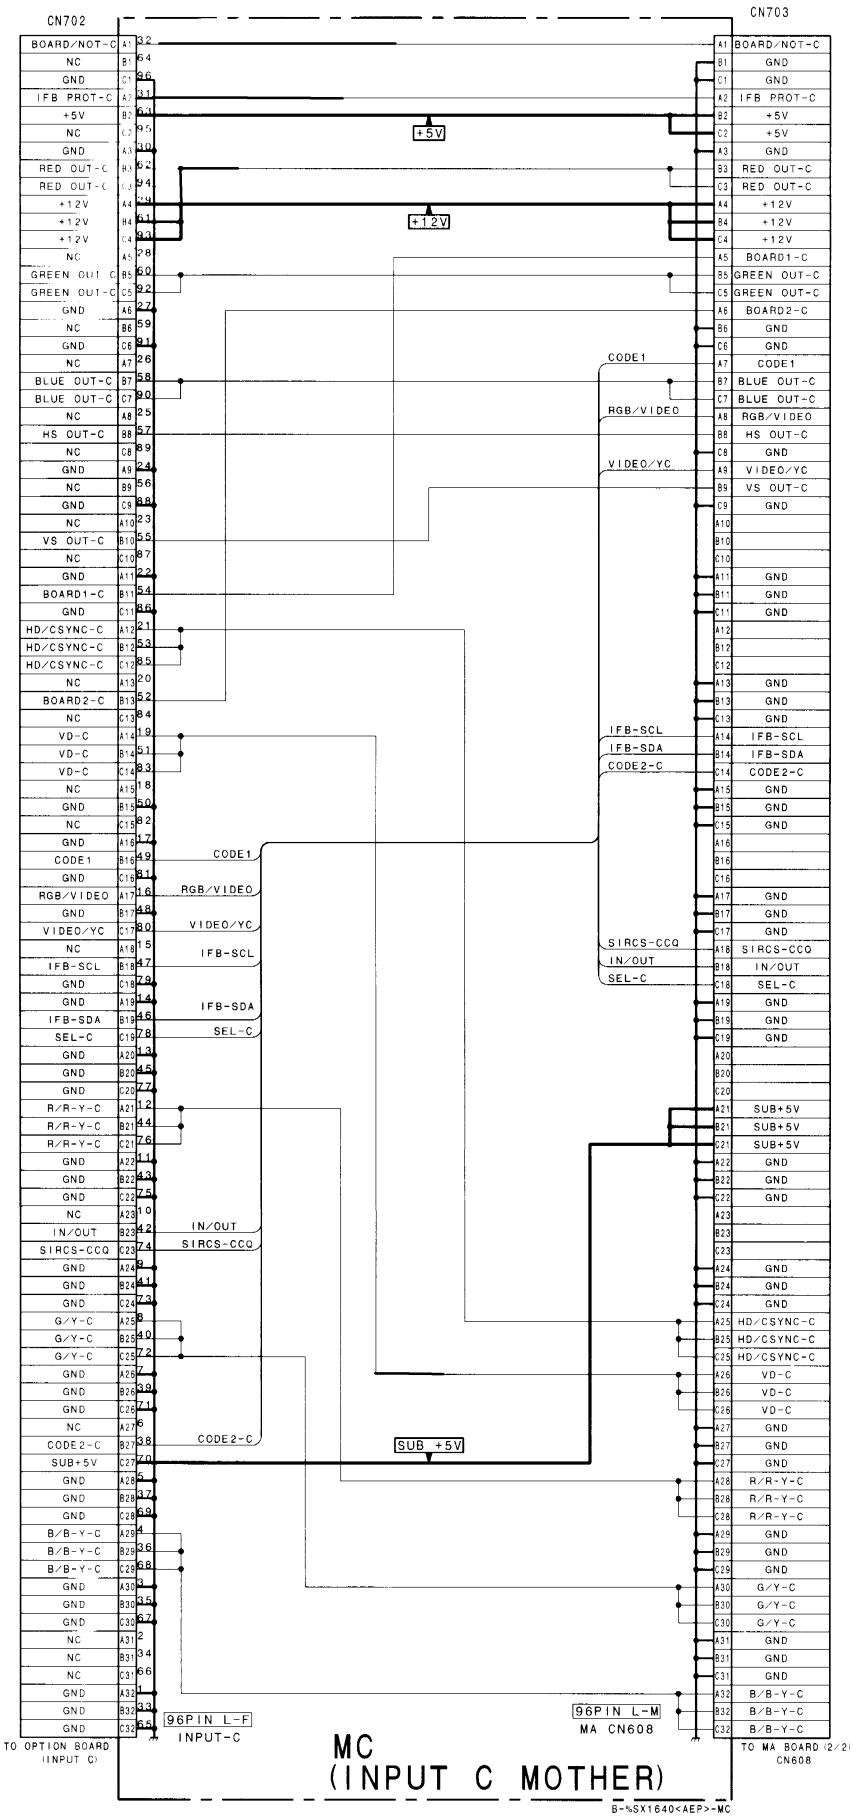 CN702 CN703
BOARD/NOT-C A1 32 A1 BOARD/NOT-C
NC B1 64 B1 GND
GND C1 96 C1 GND
IFB PROT-C A2 31 A2 IFB PROT-C
+5V B2 63 B2 +5V
+5V
NC C2 95 C2 +5V
GND A3 30 A3 GND
RED OUT-C B3 62 B3 RED OUT-C
RED OUT-C C3 94 C3 RED OUT-C
+12V A4 29 A4 +12V
+12V B4 61 +12V B4 +12V
+12V C4 93 C4 +12V
NC A5 28 A5 BOARD1-C
GREEN OUT-C B5 60 B5 GREEN OUT-C
GREEN OUT-C C5 92 C5 GREEN OUT-C
GND A6 27 A6 BOARD2-C
NC B6 59 B6 GND
GND C6 91 C6 GND
NC A7 26 CODE1 A7 CODE1
BLUE OUT-C B7 58 B7 BLUE OUT-C
BLUE OUT-C C7 90 C7 BLUE OUT-C
NC A8 25 RGB/VIDEO A8 RGB/VIDEO
HS OUT-C B8 57 B8 HS OUT-C
NC C8 89 C8 GND
GND A9 24 VIDEO/YC A9 VIDEO/YC
NC B9 56 B9 VS OUT-C
GND C9 88 C9 GND
NC A10 23 A10
VS OUT-C B10 55 B10
NC C10 87 C10
GND A11 22 A11 GND
BOARD1-C B11 54 B11 GND
GND C11 86 C11 GND
HD/CSYNC-C A12 21 A12
HD/CSYNC-C B12 53 B12
HD/CSYNC-C C12 85 C12
NC A13 20 A13 GND
BOARD2-C B13 52 B13 GND
NC C13 84 C13 GND
VD-C A14 19 IFB-SCL A14 IFB-SCL
VD-C B14 51 IFB-SDA B14 IFB-SDA
VD-C C14 83 CODE2-C C14 CODE2-C
NC A15 18 A15 GND
GND B15 50 B15 GND
NC C15 82 C15 GND
GND A16 17 A16
CODE1 B16 49 CODE1 B16
GND C16 81 C16
RGB/VIDEO A17 16 RGB/VIDEO A17 GND
GND B17 48 B17 GND
VIDEO/YC C17 80 VIDEO/YC C17 GND
NC A18 15 SIRCS-CCQ A18 SIRCS-CCQ
IFB-SCL B18 47 IFB-SCL IN/OUT B18 IN/OUT
GND C18 79 SEL-C C18 SEL-C
GND A19 14 A19 GND
IFB-SDA B19 46 IFB-SDA B19 GND
SEL-C C19 78 SEL-C C19 GND
GND A20 13 A20
GND B20 45 B20
GND C20 77 C20
R/R-Y-C A21 12 A21 SUB+5V
R/R-Y-C B21 44 B21 SUB+5V
R/R-Y-C C21 76 C21 SUB+5V
GND A22 11 A22 GND
GND B22 43 B22 GND
GND C22 75 C22 GND
NC A23 10 A23
IN/OUT B23 42 IN/OUT B23
SIRCS-CCQ C23 74 SIRCS-CCQ C23
GND A24 9 A24 GND
GND B24 41 B24 GND
GND C24 73 C24 GND
G/Y-C A25 8 A25 HD/CSYNC-C
G/Y-C B25 40 B25 HD/CSYNC-C
G/Y-C C25 72 C25 HD/CSYNC-C
GND A26 7 A26 VD-C
GND B26 39 B26 VD-C
GND C26 71 C26 VD-C
NC A27 6 A27 GND
CODE2-C B27 38 CODE2-C SUB +5V B27 GND
SUB+5V C27 70 C27 GND
GND A28 5 A28 R/R-Y-C
GND B28 37 B28 R/R-Y-C
GND C28 69 C28 R/R-Y-C
B/B-Y-C A29 4 A29 GND
B/B-Y-C B29 36 B29 GND
B/B-Y-C C29 68 C29 GND
GND A30 3 A30 G/Y-C
GND B30 35 B30 G/Y-C
GND C30 67 C30 G/Y-C
NC A31 2 A31 GND
NC B31 34 B31 GND
NC C31 66 C31 GND
GND A32 1 A32 B/B-Y-C
GND B32 33 B32 B/B-Y-C
GND C32 65 C32 B/B-Y-C
96PIN L-F 96PIN L-M
INPUT-C MA CN608
TO OPTION BOARD
(INPUT C)
TO MA BOARD (2/2)
CN608
MC
(INPUT C MOTHER)
B-%SX1640<AEP>-MC